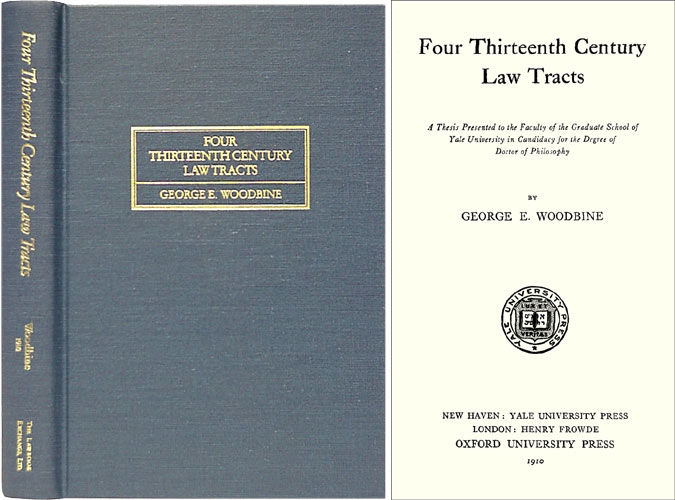 Four Thirteenth Century Law Tracts
Woodbine
1910
THE LAWBOOK
EXCHANGE, LTD.
FOUR
THIRTEENTH CENTURY
LAW TRACTS
GEORGE E. WOODBINE
Four Thirteenth Century
Law Tracts
A Thesis Presented to the Faculty of the Graduate School of
Yale University in Candidacy for the Degree of
Doctor of Philosophy
BY
GEORGE E. WOODBINE
YALE UNIVERSITY PRESS
LUX ET
VERITAS
NEW HAVEN: YALE UNIVERSITY PRESS
LONDON: HENRY FROWDE
OXFORD UNIVERSITY PRESS
1910